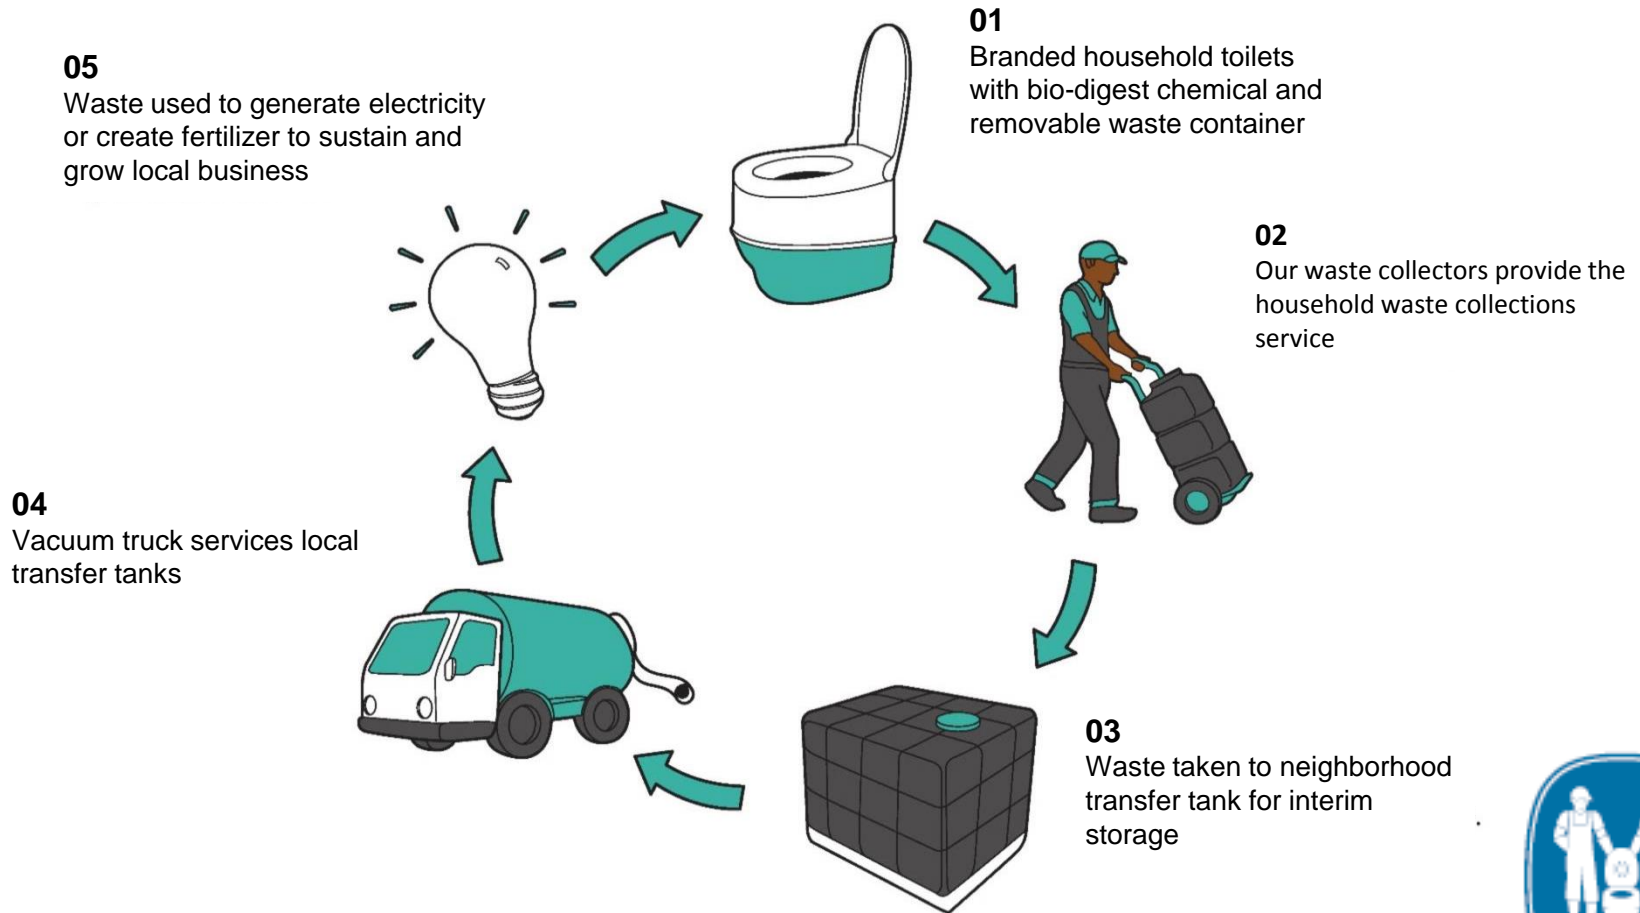 01
Branded household toilets
with bio-digest chemical and
removable waste container
02
Our waste collectors provide the
household waste collections
service
03
Waste taken to neighborhood
transfer tank for interim
storage
04
Vacuum truck services local
transfer tanks
05
Waste used to generate electricity
or create fertilizer to sustain and
grow local business